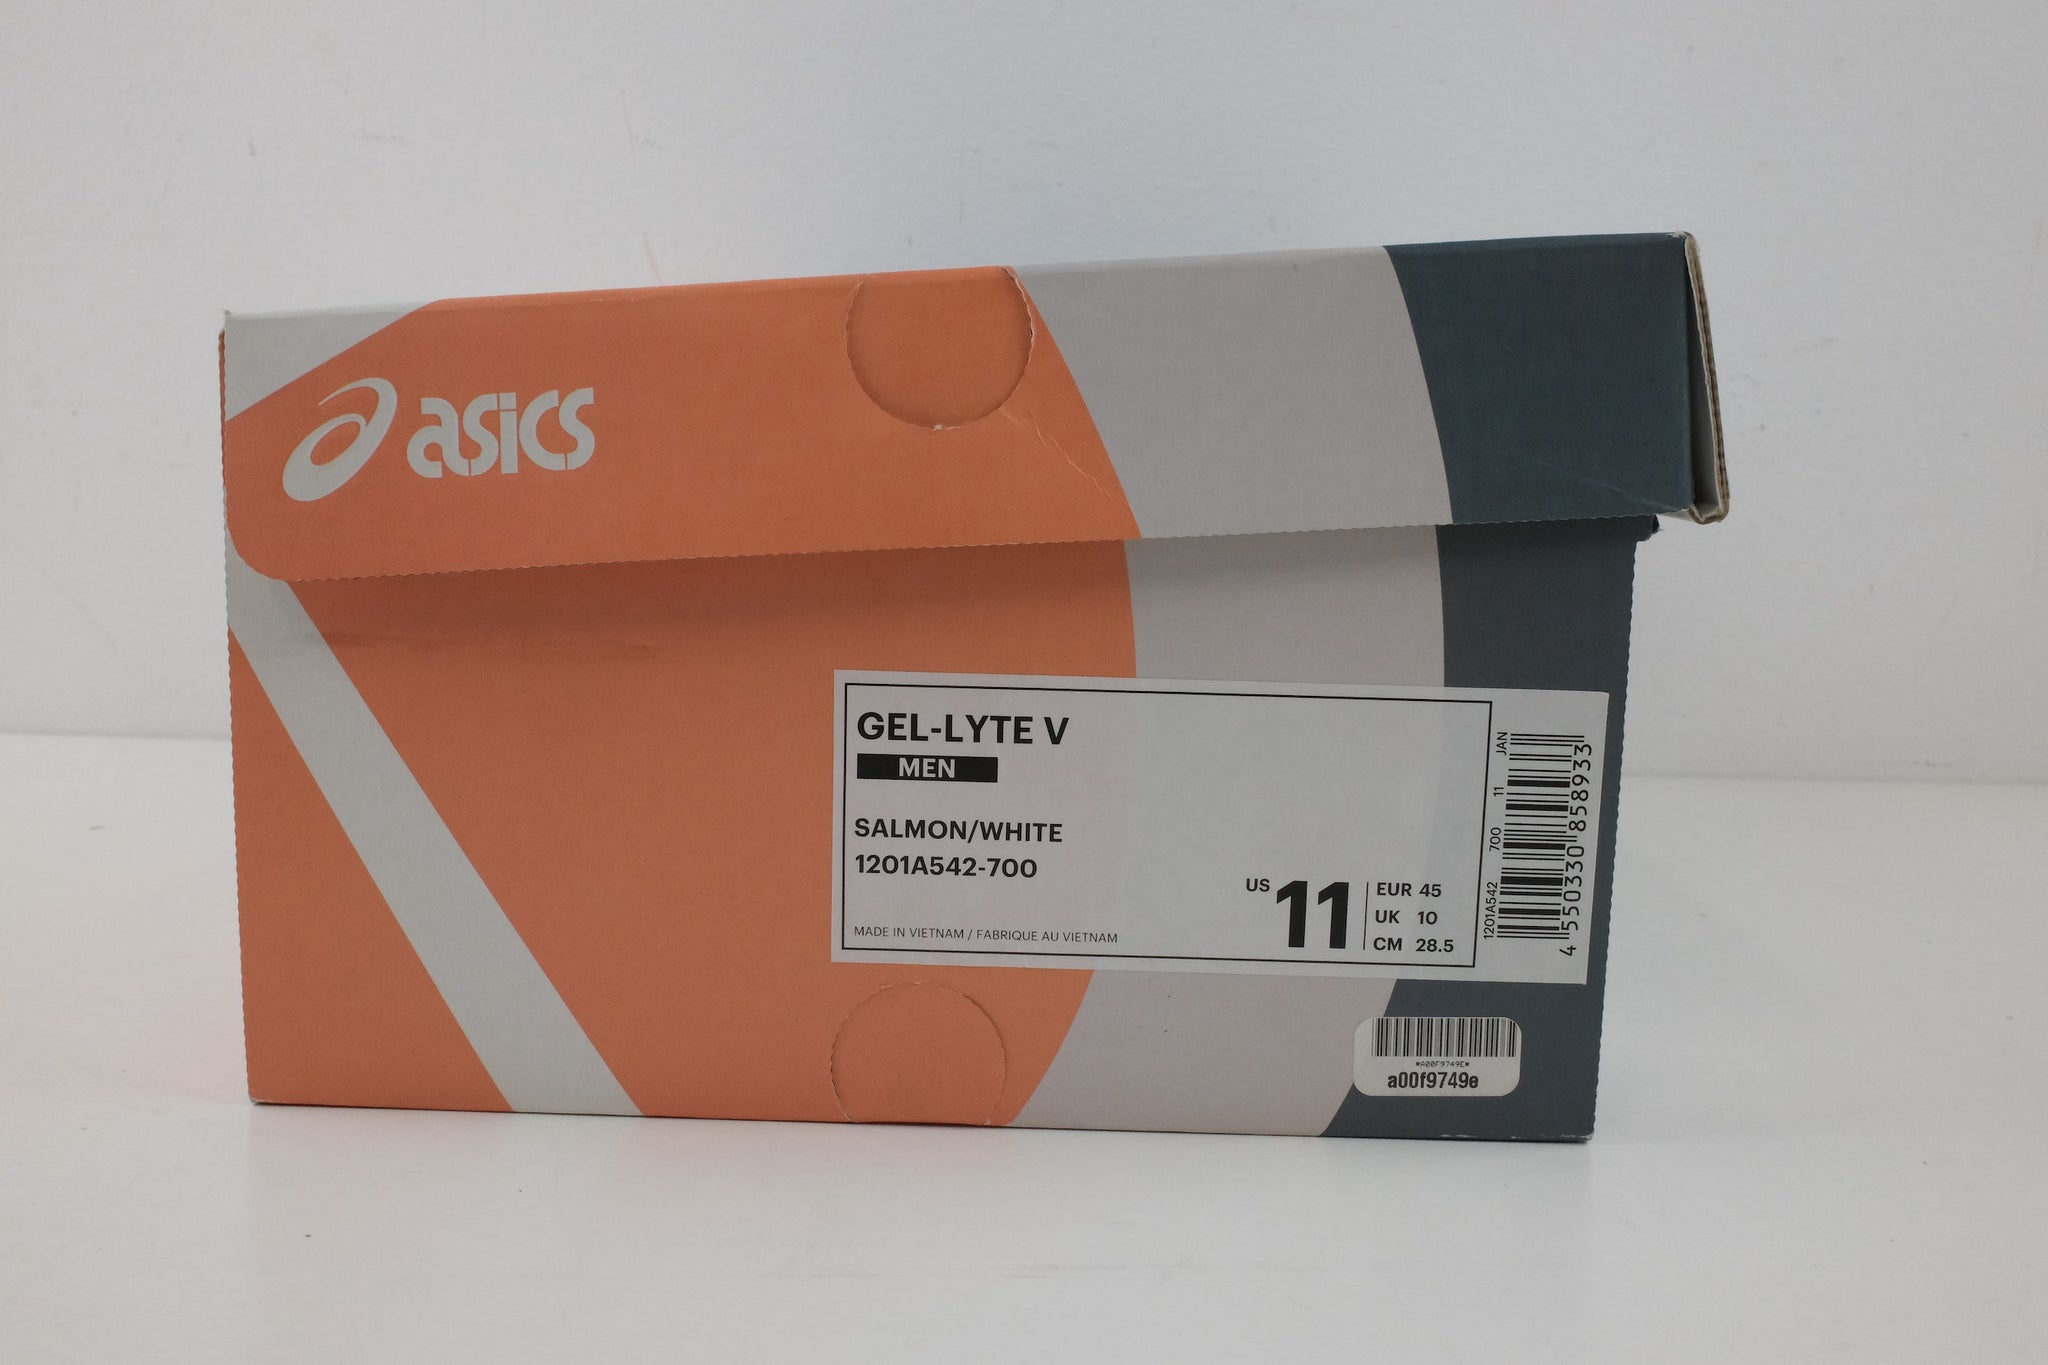 asics
GEL-LYTE V
MEN
SALMON/WHITE
1201A542-700
MADE IN VIETNAM / FABRIQUE AU VIETNAM
US 11
EUR 45
UK 10
CM 28.5
1201A542 700 11 JAN
4 550330 858933
*A00F9749E*
a00f9749e